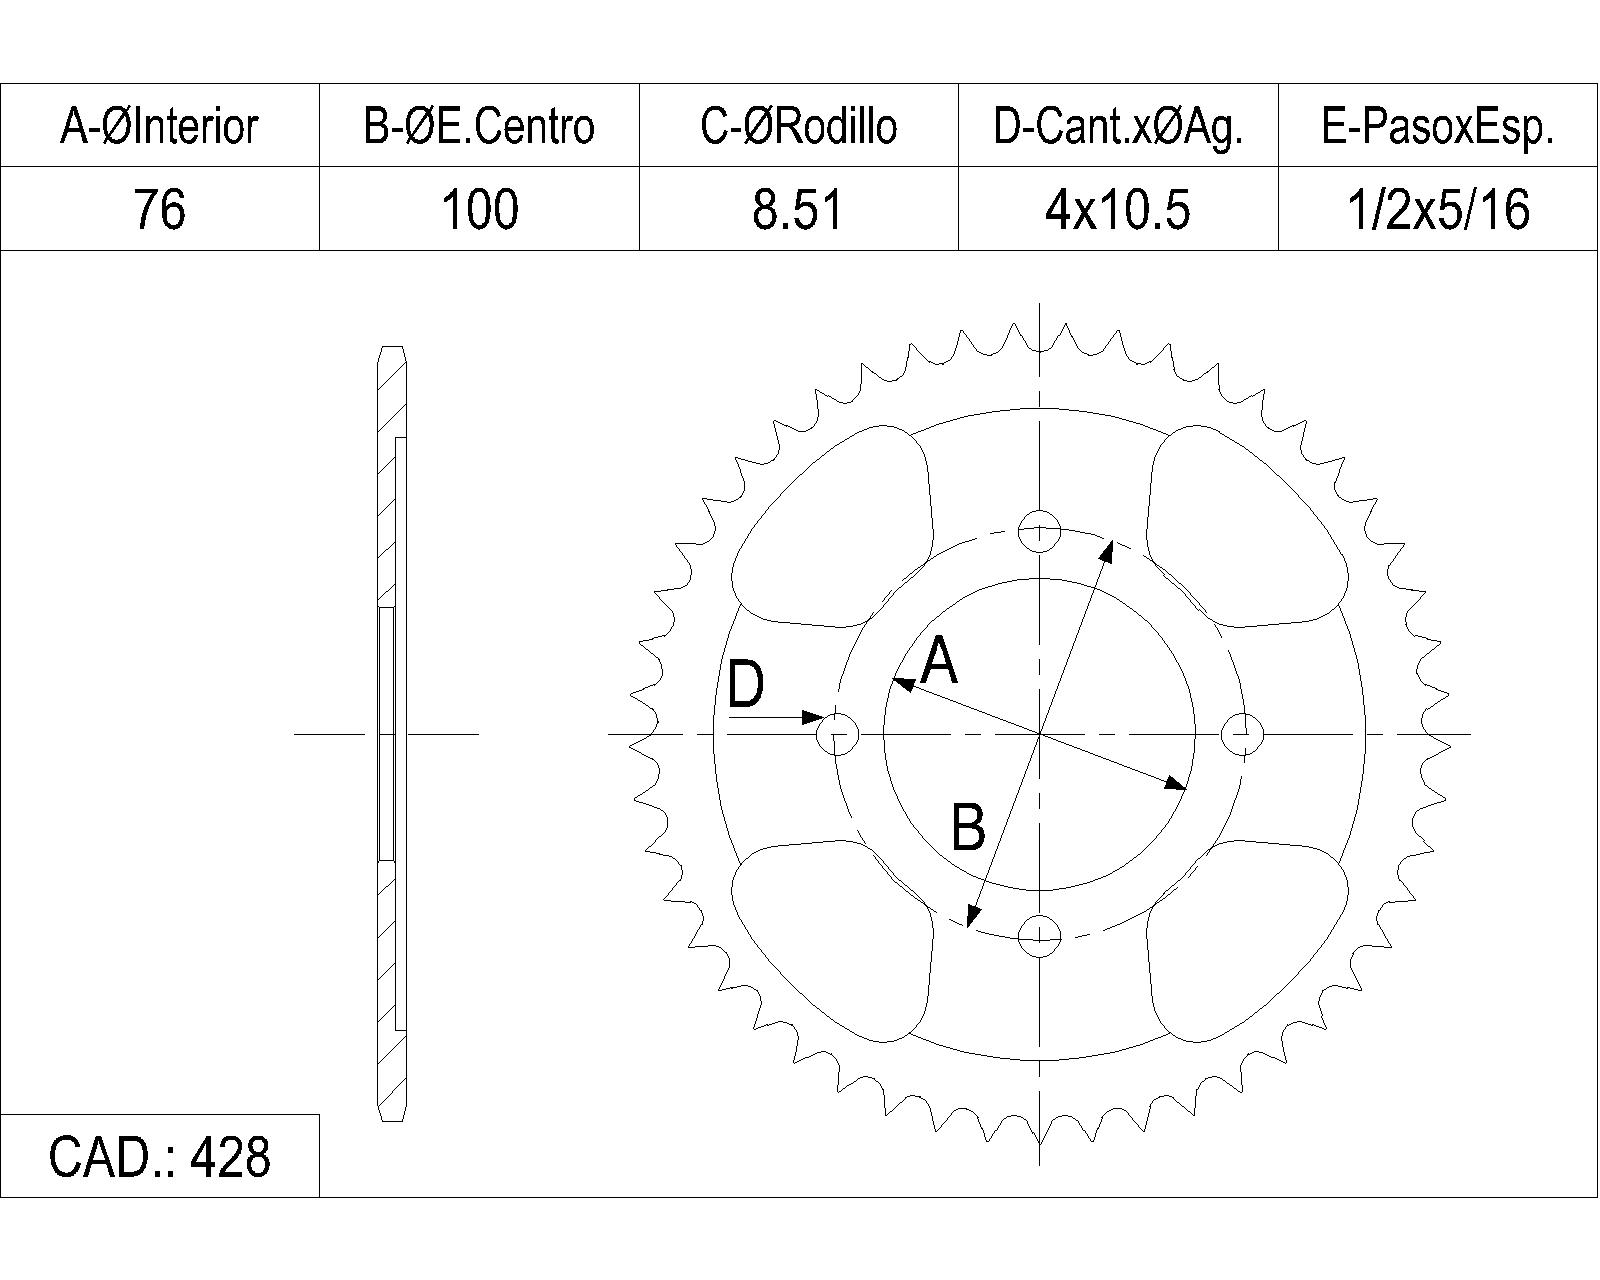 A-ØInterior B-ØE.Centro C-ØRodillo D-Cant.xØAg. E-PasoxEsp.
76 100 8.51 4x10.5 1/2x5/16
A
D
B
CAD.: 428